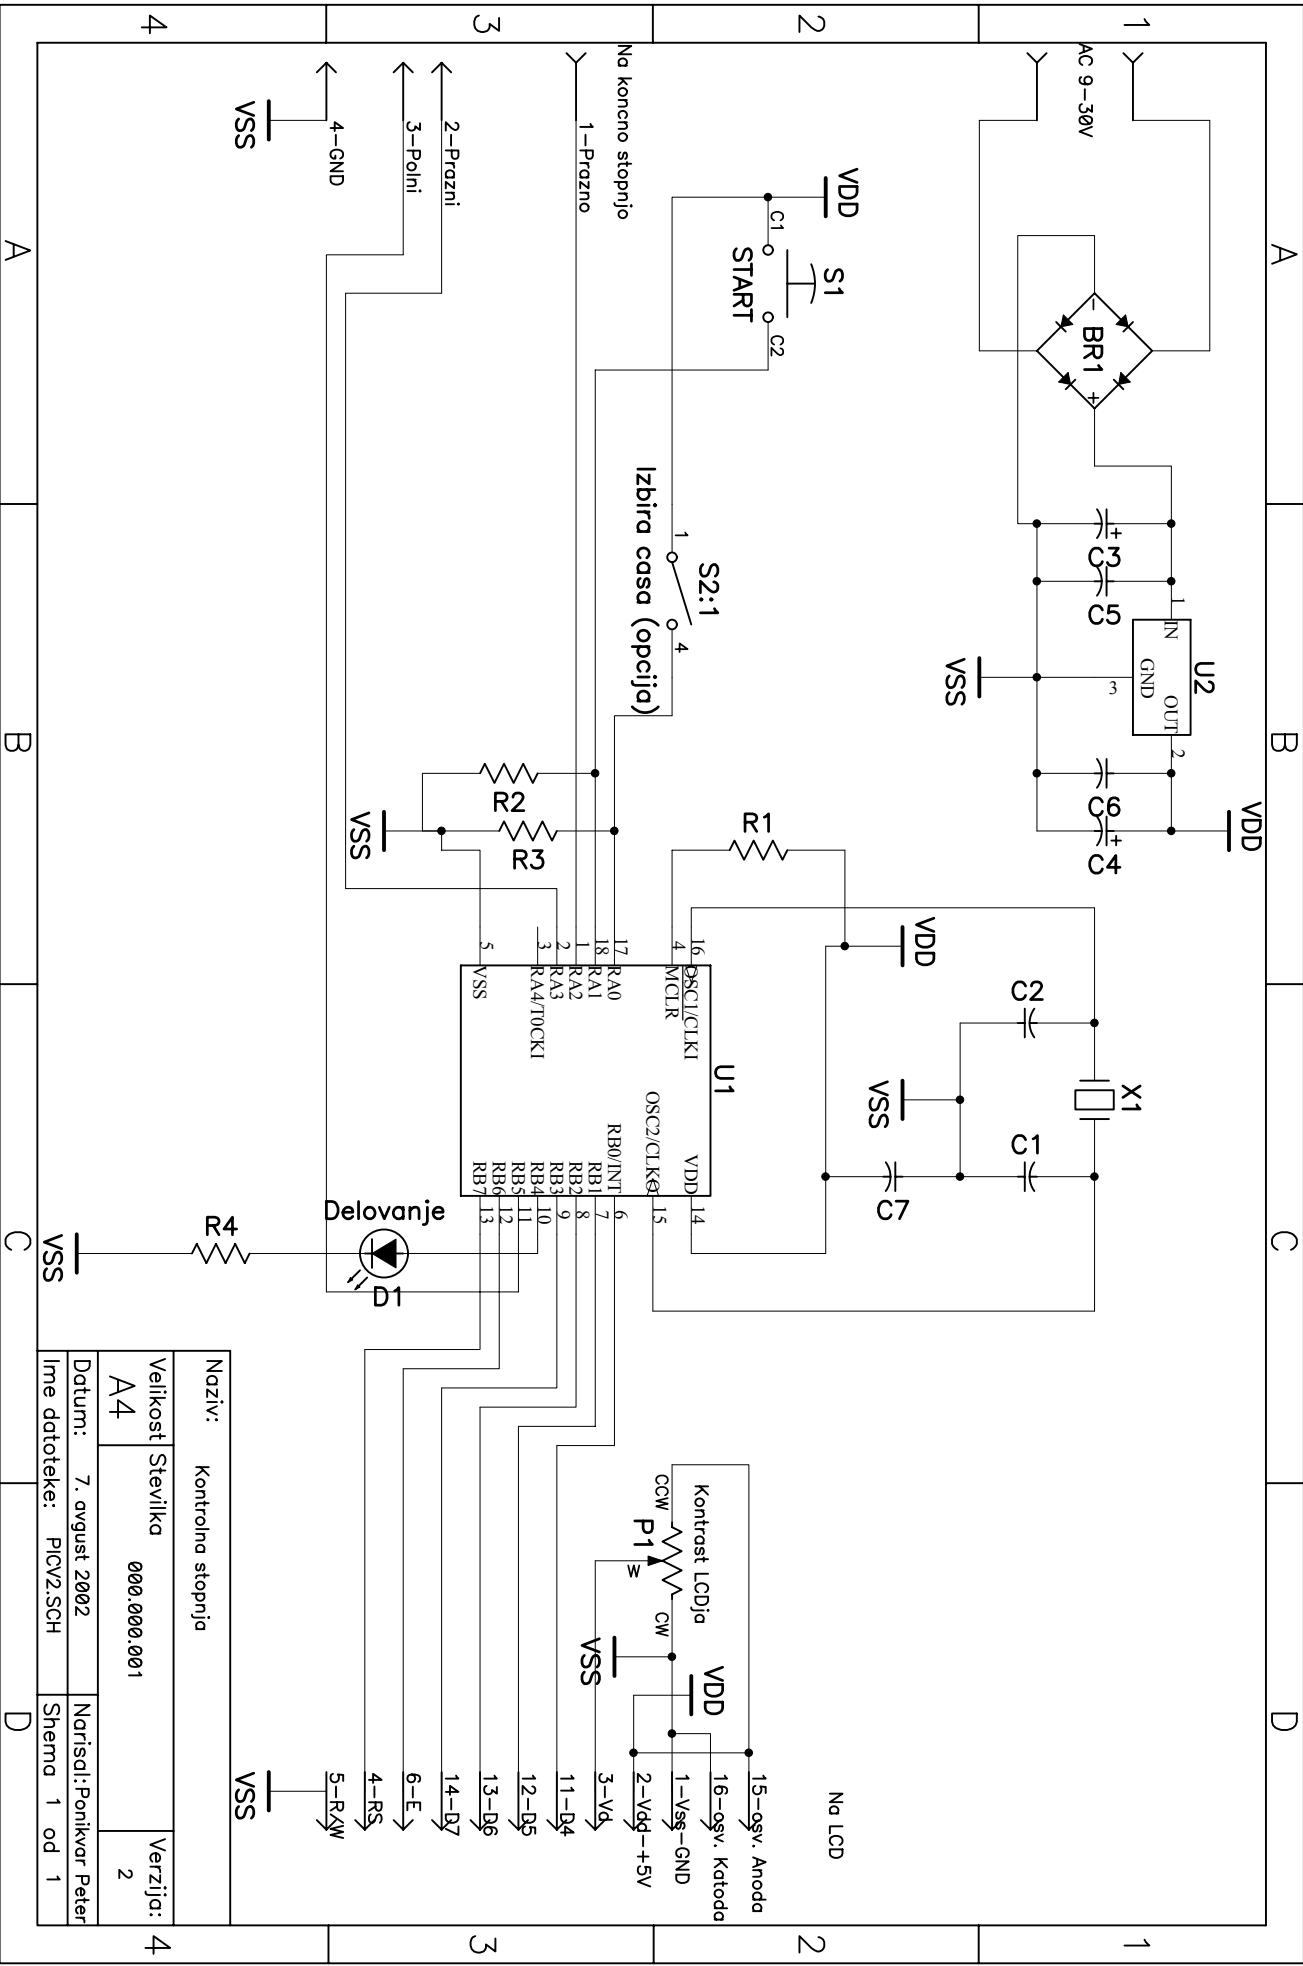 1
2
3
4
A
B
C
D
AC 9-30V
BR1
C3
C5
1
IN
U2
GND
3
OUT
2
VSS
C6
C4
VDD
VDD
C1
S1
START
C2
S2:1
1
4
Izbira casa (opcija)
Na koncno stopnjo
1-Prazno
2-Prazni
3-Polni
4-GND
VSS
R2
R3
VSS
R1
VDD
C2
X1
C1
VSS
C7
U1
16 OSC1/CLKI
4 MCLR
17 RA0
18 RA1
1 RA2
2 RA3
3 RA4/T0CKI
5 VSS
VDD 14
OSC2/CLKO 15
RB0/INT 6
RB1 7
RB2 8
RB3 9
RB4 10
RB5 11
RB6 12
RB7 13
Delovanje
D1
R4
VSS
Kontrast LCDja
CCW
P1
W
CW
VSS
VDD
Na LCD
15-osv. Anoda
16-osv. Katoda
1-Vss-GND
2-Vdd-+5V
3-Vd
11-D4
12-D5
13-D6
14-D7
6-E
4-RS
5-R/W
VSS
Naziv:
Kontrolna stopnja
Velikost
A4
Stevilka
000.000.001
Verzija:
2
Datum: 7. avgust 2002
Narisal:Ponikvar Peter
Ime datoteke: PICV2.SCH
Shema 1 od 1
A
B
C
D
1
2
3
4